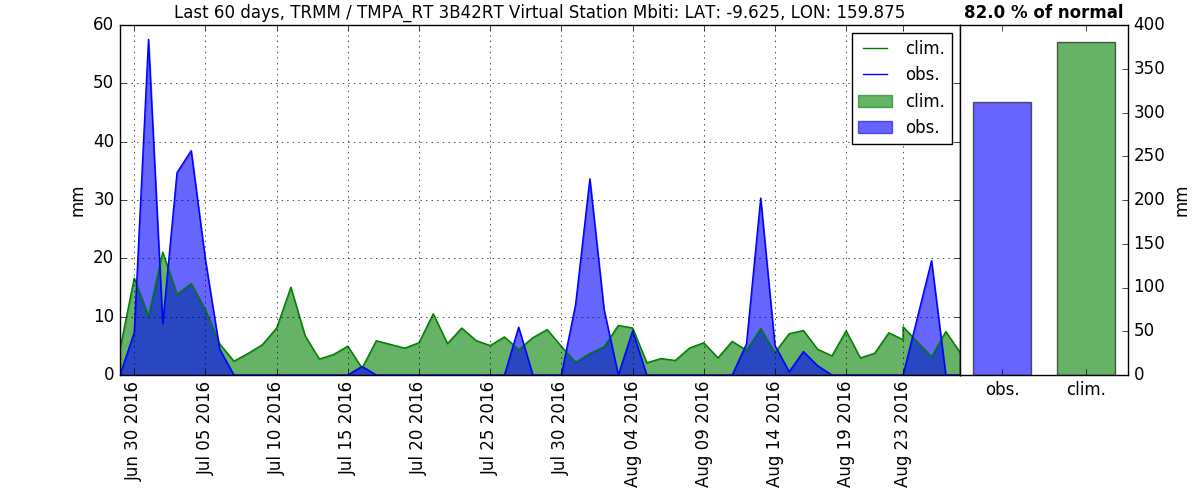 Last 60 days, TRMM / TMPA_RT 3B42RT Virtual Station Mbiti: LAT: -9.625, LON: 159.875
82.0 % of normal
60
50
40
30
20
10
0
mm
clim.
obs.
clim.
obs.
400
350
300
250
200
150
100
50
0
mm
Jun 30 2016
Jul 05 2016
Jul 10 2016
Jul 15 2016
Jul 20 2016
Jul 25 2016
Jul 30 2016
Aug 04 2016
Aug 09 2016
Aug 14 2016
Aug 19 2016
Aug 23 2016
obs.
clim.